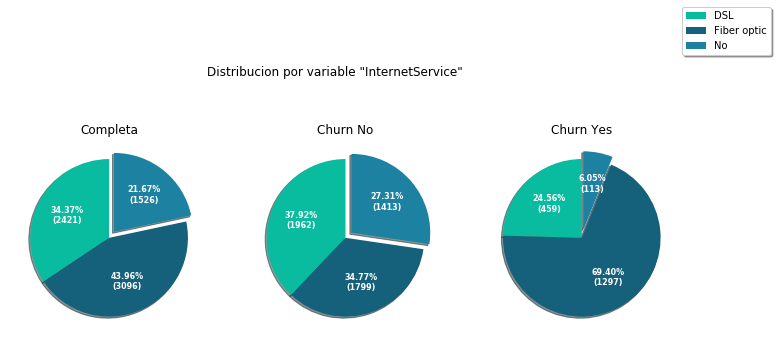 DSL
Fiber optic
No
Distribucion por variable "InternetService"
Completa
34.37%
(2421)
21.67%
(1526)
43.96%
(3096)
Churn No
37.92%
(1962)
27.31%
(1413)
34.77%
(1799)
Churn Yes
24.56%
(459)
6.05%
(113)
69.40%
(1297)